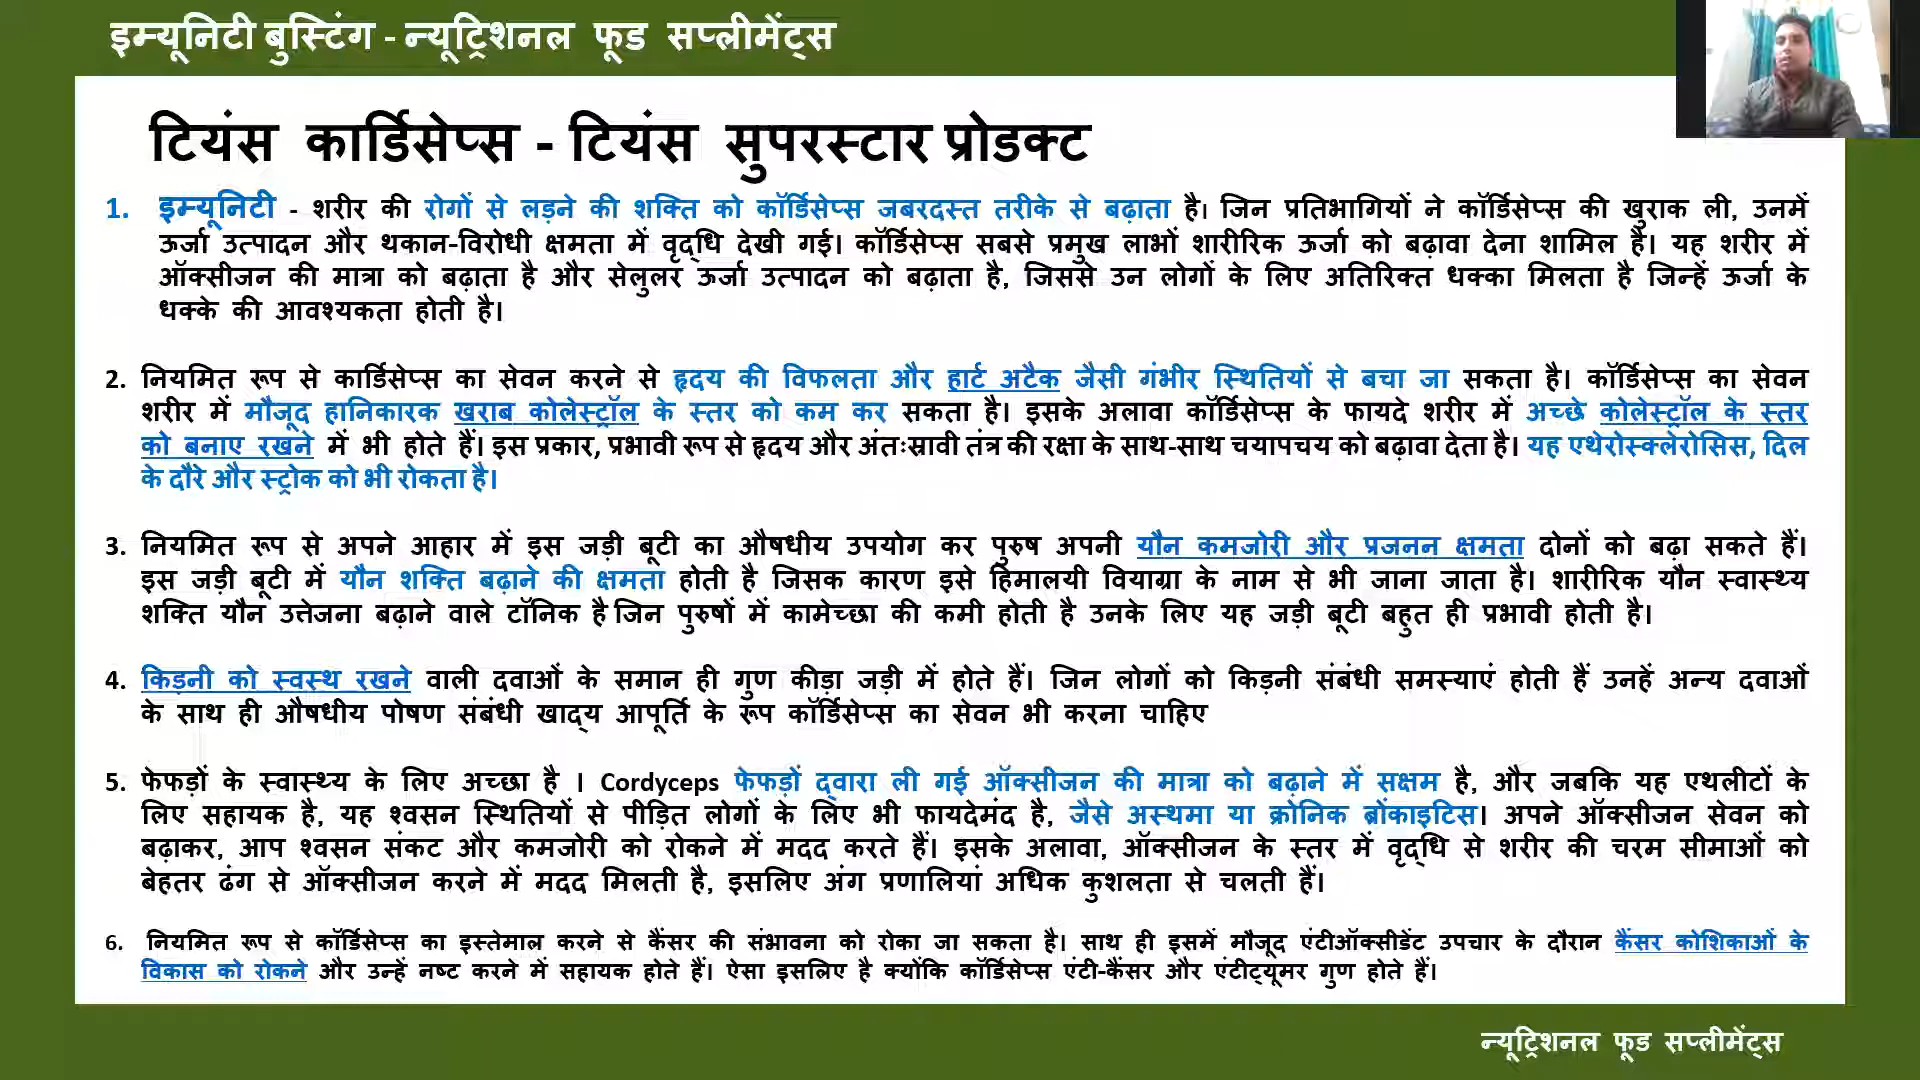 इम्यूनिटी बुस्टिंग - न्यूट्रिशनल फूड सप्लीमेंट्स
टियंस कार्डिसेप्स - टियंस सुपरस्टार प्रोडक्ट
1. इम्यूनिटी - शरीर की रोगों से लड़ने की शक्ति को कॉर्डिसेप्स जबरदस्त तरीके से बढ़ाता है। जिन प्रतिभागियों ने कॉर्डिसेप्स की खुराक ली, उनमें
ऊर्जा उत्पादन और थकान-विरोधी क्षमता में वृद्धि देखी गई। कॉर्डिसेप्स सबसे प्रमुख लाभों शारीरिक ऊर्जा को बढ़ावा देना शामिल है। यह शरीर में
ऑक्सीजन की मात्रा को बढ़ाता है और सेलुलर ऊर्जा उत्पादन को बढ़ाता है, जिससे उन लोगों के लिए अतिरिक्त धक्का मिलता है जिन्हें ऊर्जा के
धक्के की आवश्यकता होती है।
2. नियमित रूप से कार्डिसेप्स का सेवन करने से हृदय की विफलता और हार्ट अटैक जैसी गंभीर स्थितियों से बचा जा सकता है। कॉर्डिसेप्स का सेवन
शरीर में मौजूद हानिकारक खराब कोलेस्ट्रॉल के स्तर को कम कर सकता है। इसके अलावा कॉर्डिसेप्स के फायदे शरीर में अच्छे कोलेस्ट्रॉल के स्तर
को बनाए रखने में भी होते हैं। इस प्रकार, प्रभावी रूप से हृदय और अंतःस्रावी तंत्र की रक्षा के साथ-साथ चयापचय को बढ़ावा देता है। यह एथेरोस्क्लेरोसिस, दिल
के दौरे और स्ट्रोक को भी रोकता है।
3. नियमित रूप से अपने आहार में इस जड़ी बूटी का औषधीय उपयोग कर पुरुष अपनी यौन कमजोरी और प्रजनन क्षमता दोनों को बढ़ा सकते हैं।
इस जड़ी बूटी में यौन शक्ति बढ़ाने की क्षमता होती है जिसक कारण इसे हिमालयी वियाग्रा के नाम से भी जाना जाता है। शारीरिक यौन स्वास्थ्य
शक्ति यौन उत्तेजना बढ़ाने वाले टॉनिक है जिन पुरुषों में कामेच्छा की कमी होती है उनके लिए यह जड़ी बूटी बहुत ही प्रभावी होती है।
4. किडनी को स्वस्थ रखने वाली दवाओं के समान ही गुण कीड़ा जड़ी में होते हैं। जिन लोगों को किडनी संबंधी समस्याएं होती हैं उनहें अन्य दवाओं
के साथ ही औषधीय पोषण संबंधी खाद्य आपूर्ति के रूप कॉर्डिसेप्स का सेवन भी करना चाहिए
5. फेफड़ों के स्वास्थ्य के लिए अच्छा है । Cordyceps फेफड़ों द्वारा ली गई ऑक्सीजन की मात्रा को बढ़ाने में सक्षम है, और जबकि यह एथलीटों के
लिए सहायक है, यह श्वसन स्थितियों से पीड़ित लोगों के लिए भी फायदेमंद है, जैसे अस्थमा या क्रोनिक ब्रोंकाइटिस। अपने ऑक्सीजन सेवन को
बढ़ाकर, आप श्वसन संकट और कमजोरी को रोकने में मदद करते हैं। इसके अलावा, ऑक्सीजन के स्तर में वृद्धि से शरीर की चरम सीमाओं को
बेहतर ढंग से ऑक्सीजन करने में मदद मिलती है, इसलिए अंग प्रणालियां अधिक कुशलता से चलती हैं।
6. नियमित रूप से कॉर्डिसेप्स का इस्तेमाल करने से कैंसर की संभावना को रोका जा सकता है। साथ ही इसमें मौजूद एंटीऑक्सीडेंट उपचार के दौरान कैंसर कोशिकाओं के
विकास को रोकने और उन्हें नष्ट करने में सहायक होते हैं। ऐसा इसलिए है क्योंकि कॉर्डिसेप्स एंटी-कैंसर और एंटीट्यूमर गुण होते हैं।
न्यूट्रिशनल फूड सप्लीमेंट्स